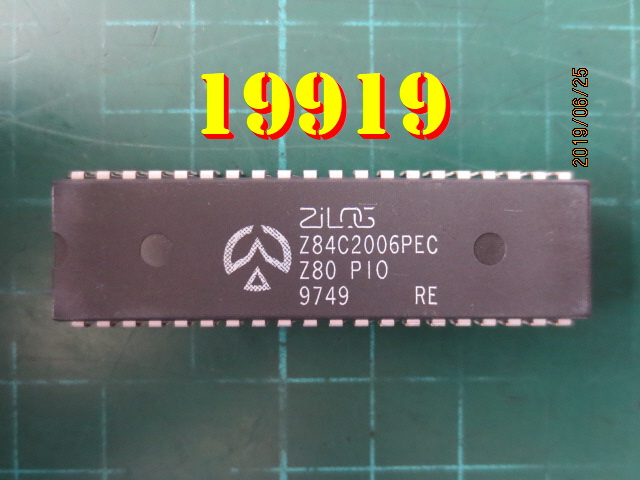 19919
2019/06/25
ZiLOG
Z84C2006PEC
Z80 PIO
9749 RE